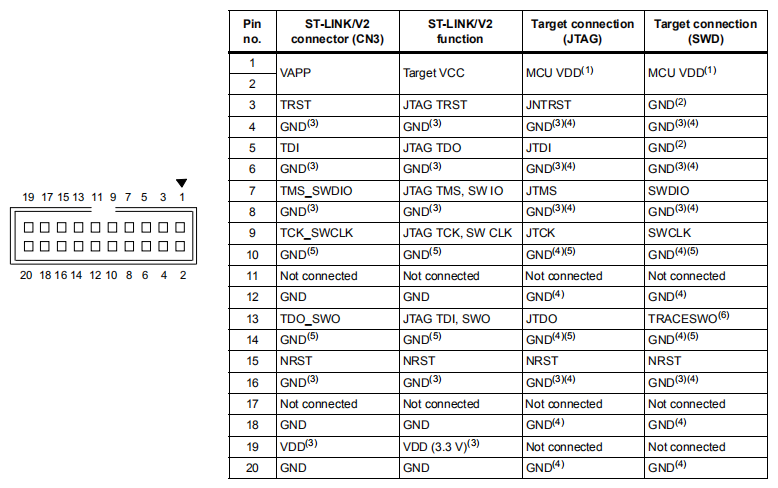 19 17 15 13 11 9 7 5 3 1
20 18 16 14 12 10 8 6 4 2
Pin no. ST-LINK/V2 connector (CN3) ST-LINK/V2 function Target connection (JTAG) Target connection (SWD)
1
2 VAPP Target VCC MCU VDD(1) MCU VDD(1)
3 TRST JTAG TRST JNTRST GND(2)
4 GND(3) GND(3) GND(3)(4) GND(3)(4)
5 TDI JTAG TDO JTDI GND(2)
6 GND(3) GND(3) GND(3)(4) GND(3)(4)
7 TMS_SWDIO JTAG TMS, SW IO JTMS SWDIO
8 GND(3) GND(3) GND(3)(4) GND(3)(4)
9 TCK_SWCLK JTAG TCK, SW CLK JTCK SWCLK
10 GND(5) GND(5) GND(4)(5) GND(4)(5)
11 Not connected Not connected Not connected Not connected
12 GND GND GND(4) GND(4)
13 TDO_SWO JTAG TDI, SWO JTDO TRACESWO(6)
14 GND(5) GND(5) GND(4)(5) GND(4)(5)
15 NRST NRST NRST NRST
16 GND(3) GND(3) GND(3)(4) GND(3)(4)
17 Not connected Not connected Not connected Not connected
18 GND GND GND(4) GND(4)
19 VDD(3) VDD (3.3 V)(3) Not connected Not connected
20 GND GND GND(4) GND(4)